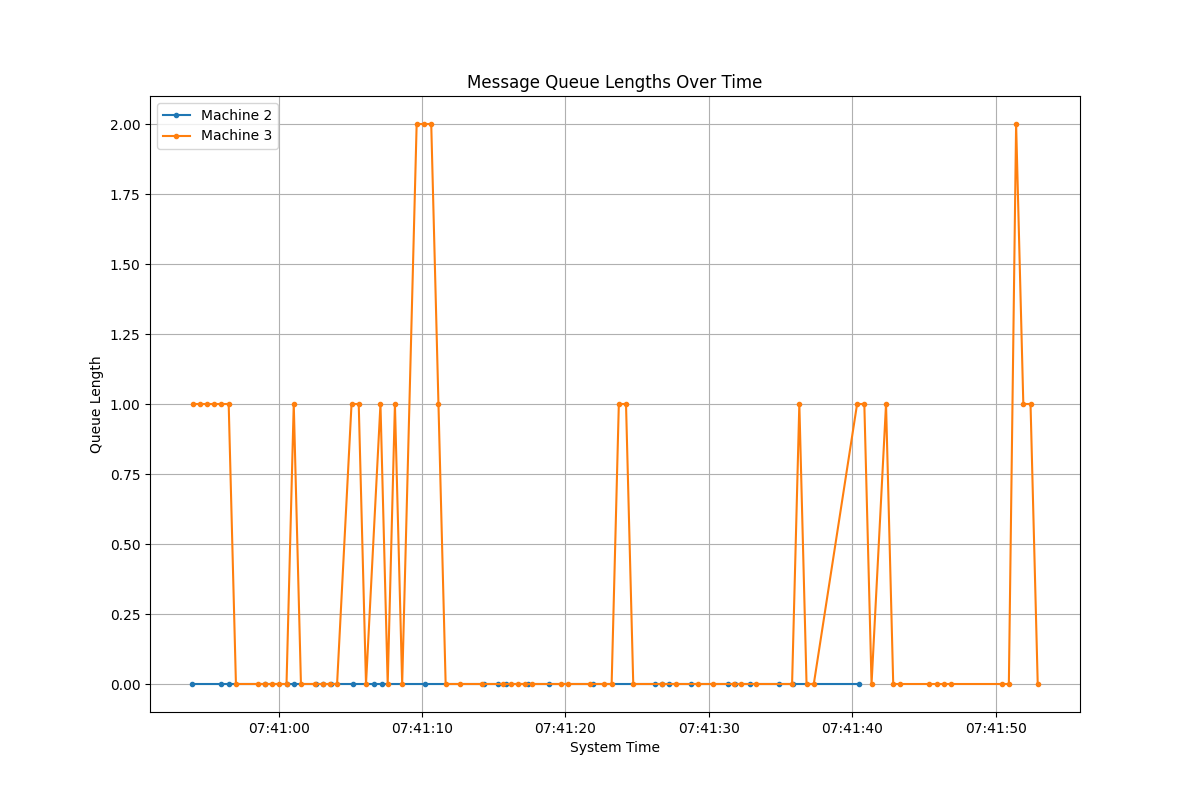 Message Queue Lengths Over Time
Machine 2
Machine 3
2.00
1.75
1.50
1.25
1.00
0.75
0.50
0.25
0.00
Queue Length
07:41:00 07:41:10 07:41:20 07:41:30 07:41:40 07:41:50
System Time